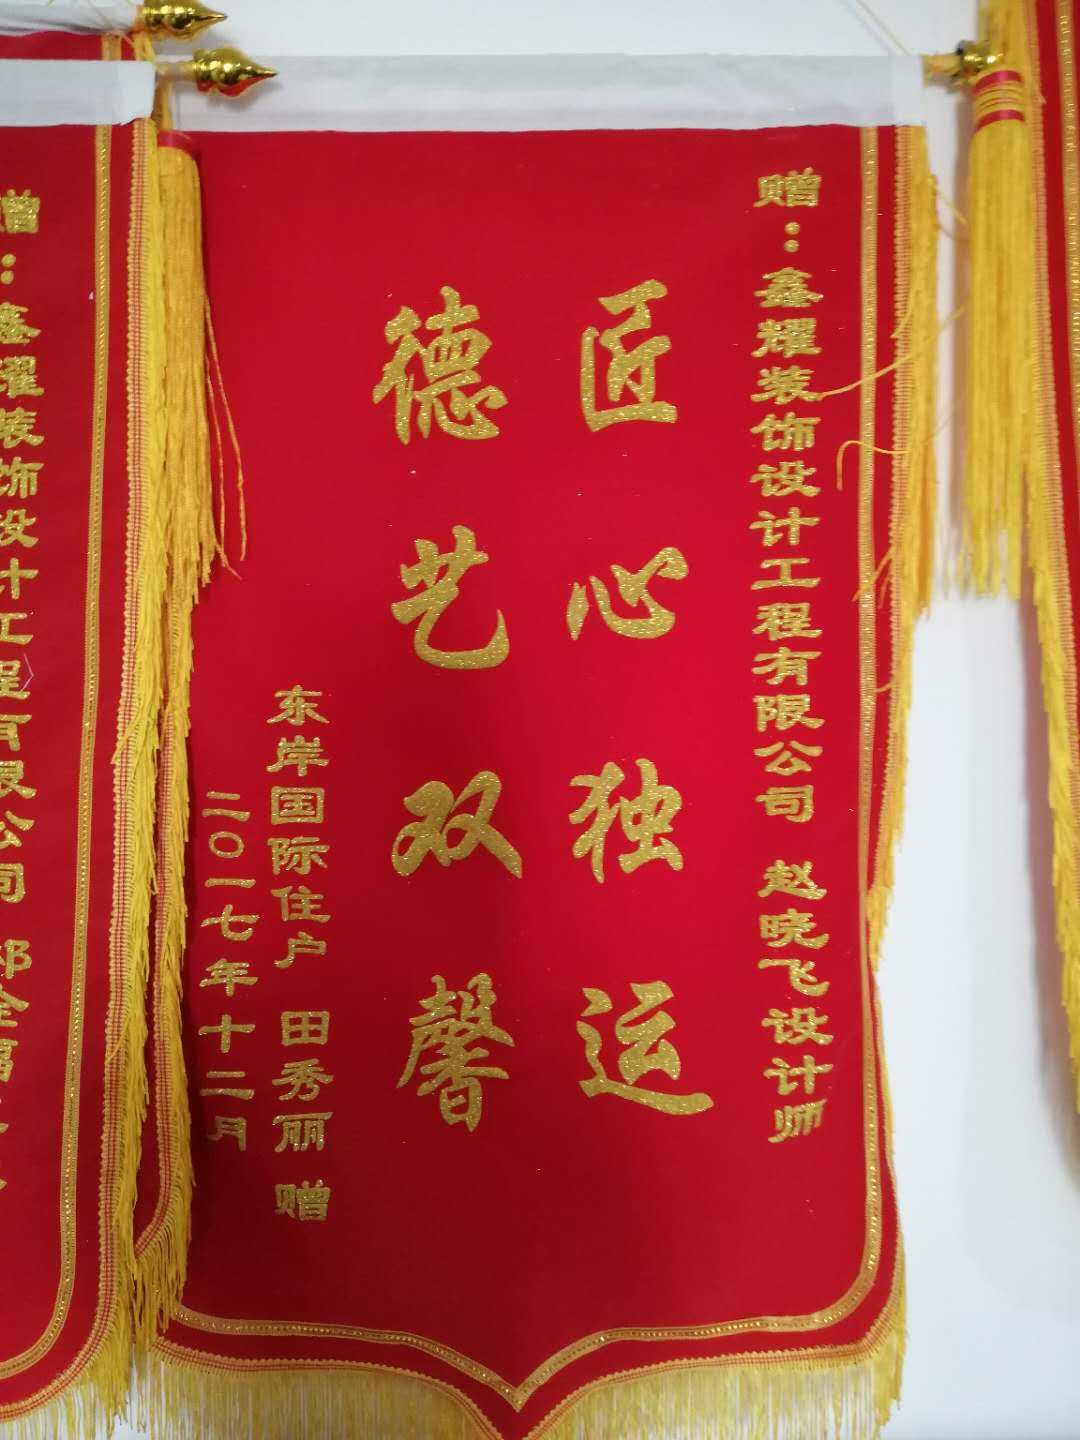 赠：鑫耀装饰设计工程有限公司 赵晓飞设计师
匠心独运
德艺双馨
东岸国际住户 田秀丽 赠
二〇一七年十二月
赠：鑫耀装饰设计工程有限公司